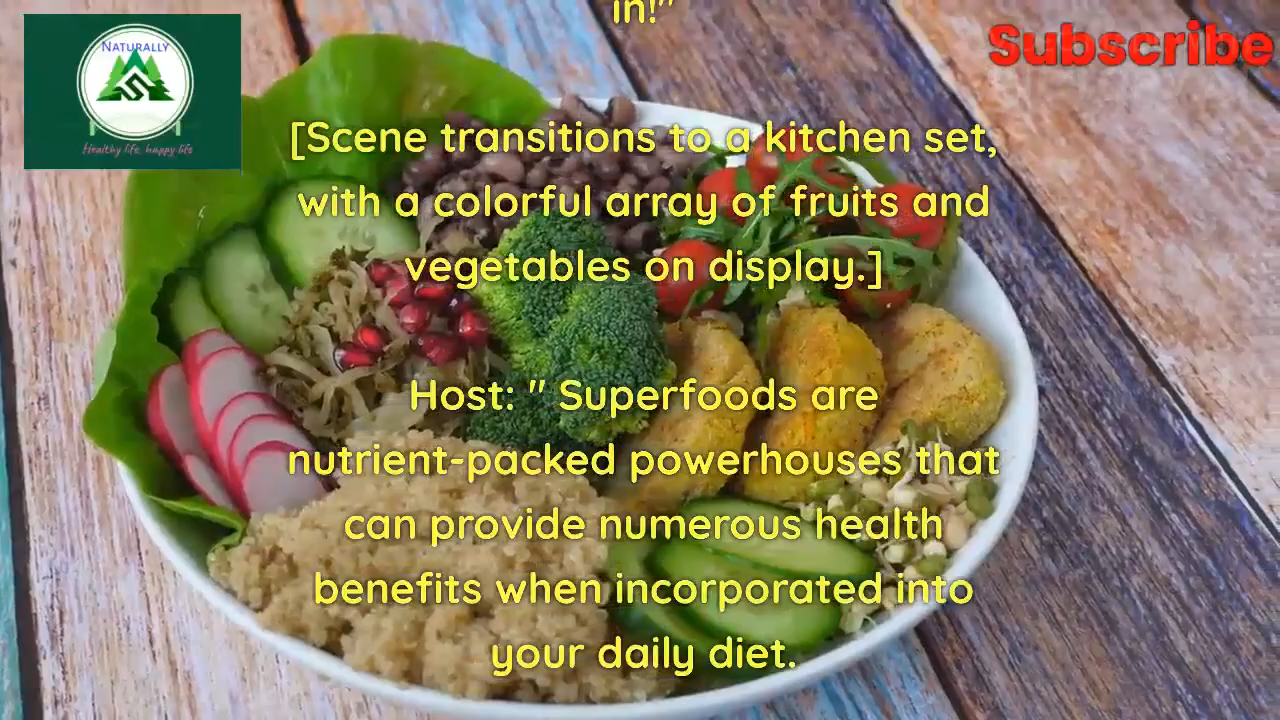 in!"
NATURALLY
Subscribe
Healthy life, happy life
[Scene transitions to a kitchen set,
with a colorful array of fruits and
vegetables on display.]
Host: " Superfoods are
nutrient-packed powerhouses that
can provide numerous health
benefits when incorporated into
your daily diet.